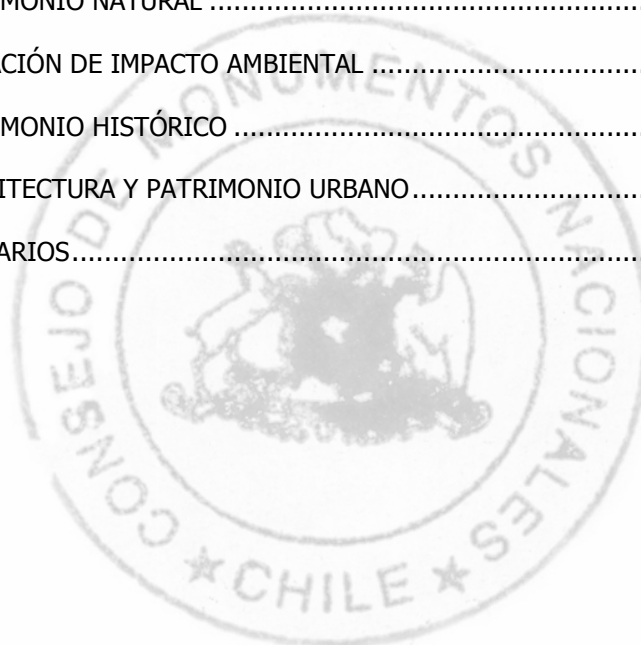 MONIO NATURAL
ACIÓN DE IMPACTO AMBIENTAL
MONIO HISTÓRICO
ITECTURA Y PATRIMONIO URBANO
ARIOS
CONSEJO DE MONUMENTOS NACIONALES
★ CHILE ★